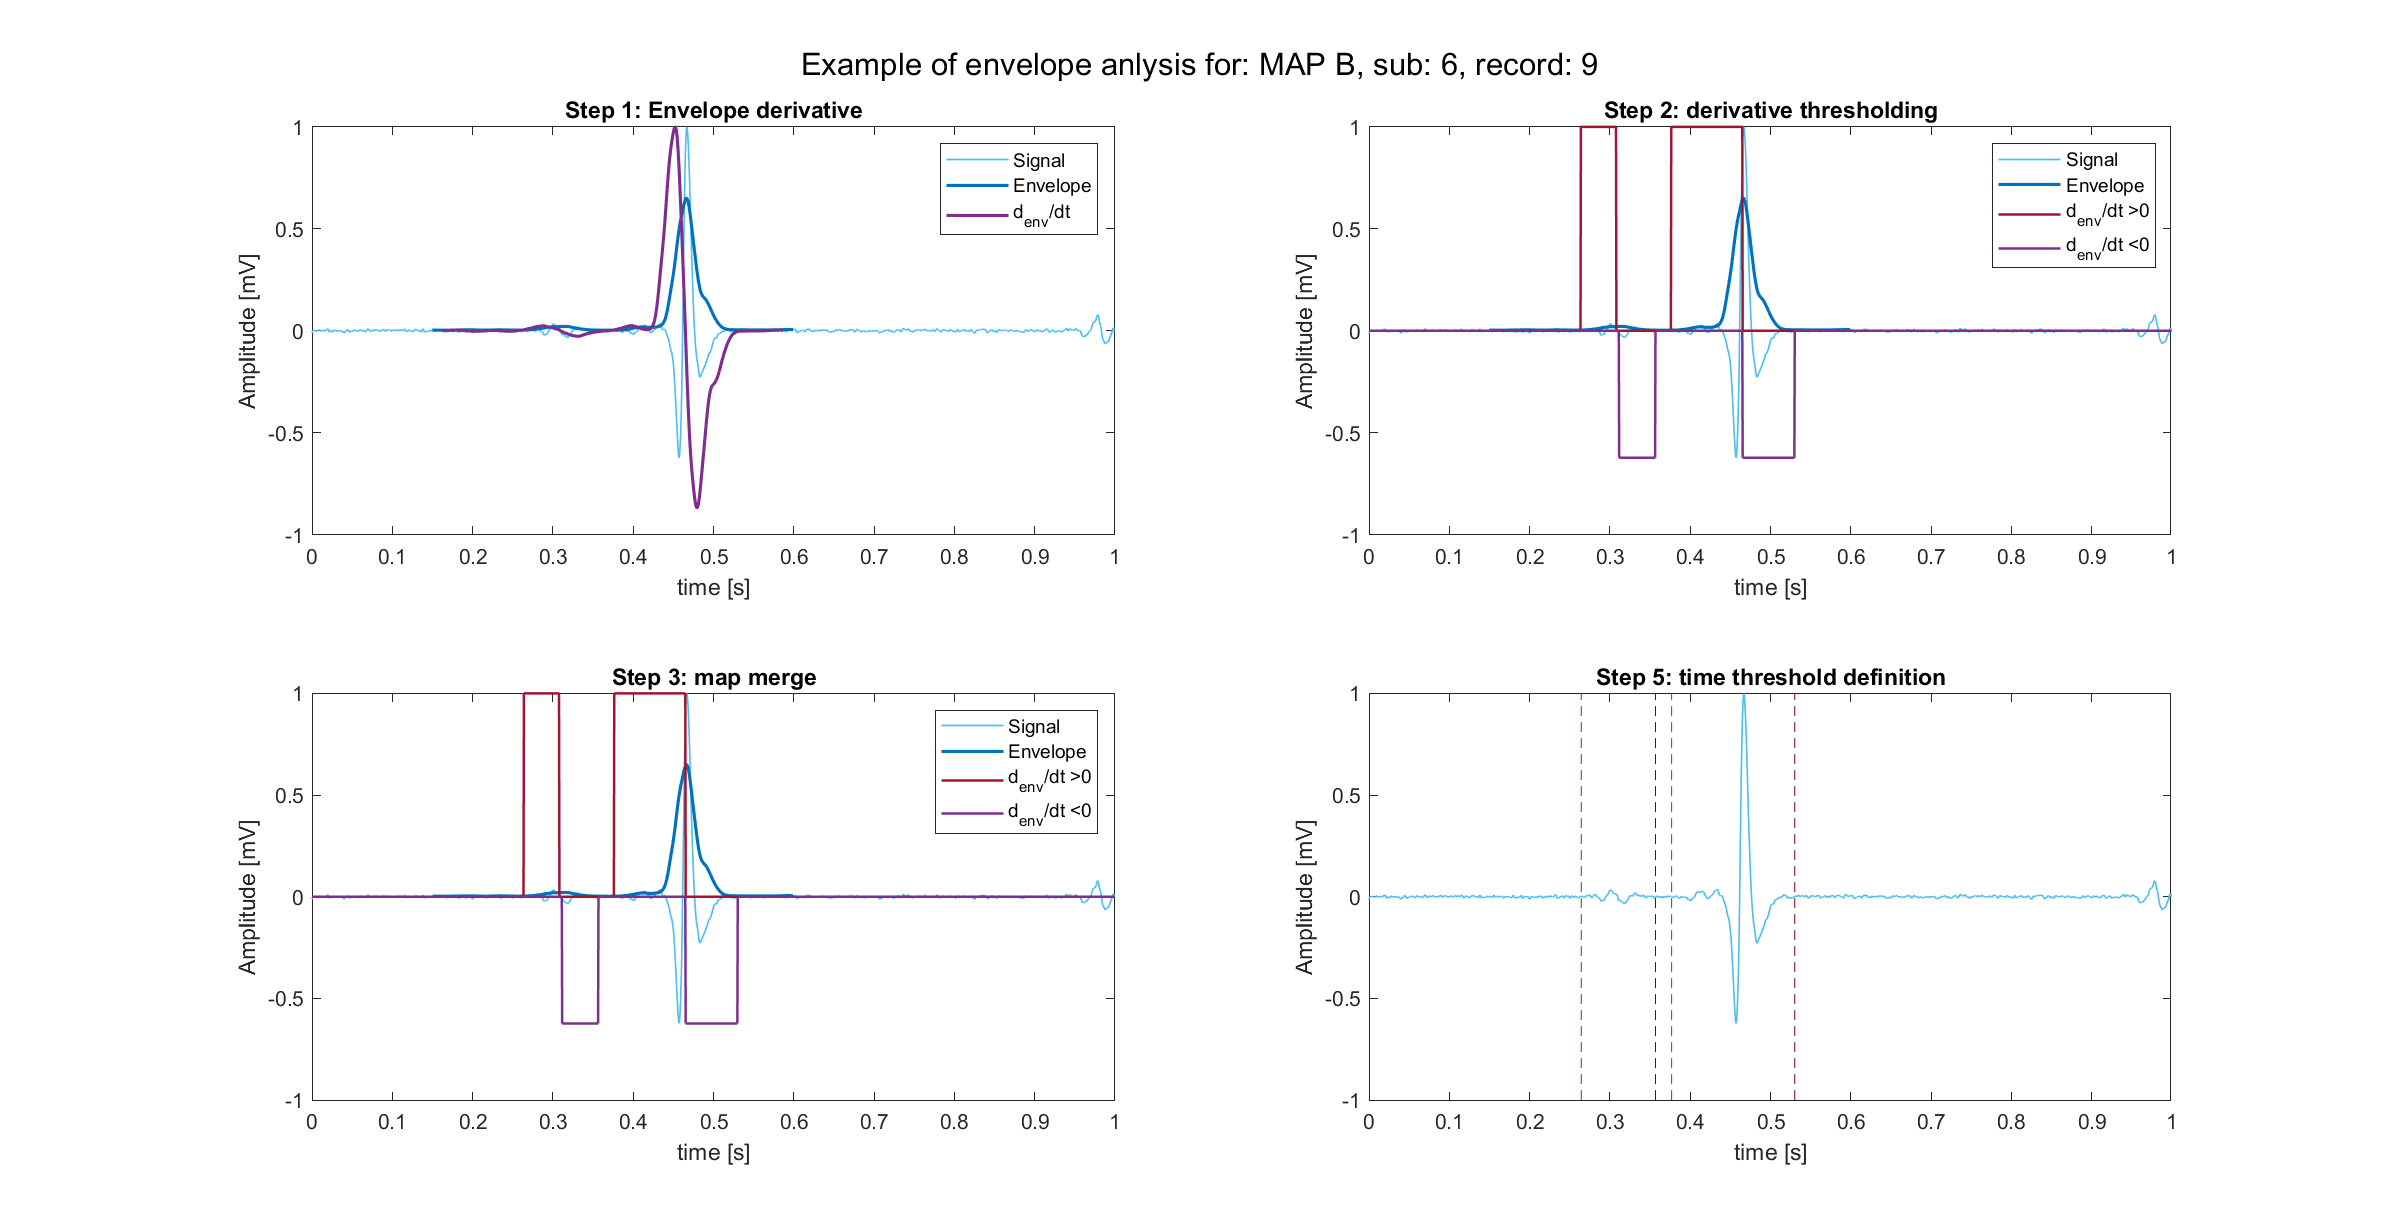 Example of envelope anlysis for: MAP B, sub: 6, record: 9
Step 1: Envelope derivative
1
0.5
0
-0.5
-1
Amplitude [mV]
0 0.1 0.2 0.3 0.4 0.5 0.6 0.7 0.8 0.9 1
time [s]
Signal
Envelope
d_env/dt
Step 2: derivative thresholding
1
0.5
0
-0.5
-1
Amplitude [mV]
0 0.1 0.2 0.3 0.4 0.5 0.6 0.7 0.8 0.9 1
time [s]
Signal
Envelope
d_env/dt >0
d_env/dt <0
Step 3: map merge
1
0.5
0
-0.5
-1
Amplitude [mV]
0 0.1 0.2 0.3 0.4 0.5 0.6 0.7 0.8 0.9 1
time [s]
Signal
Envelope
d_env/dt >0
d_env/dt <0
Step 5: time threshold definition
1
0.5
0
-0.5
-1
Amplitude [mV]
0 0.1 0.2 0.3 0.4 0.5 0.6 0.7 0.8 0.9 1
time [s]